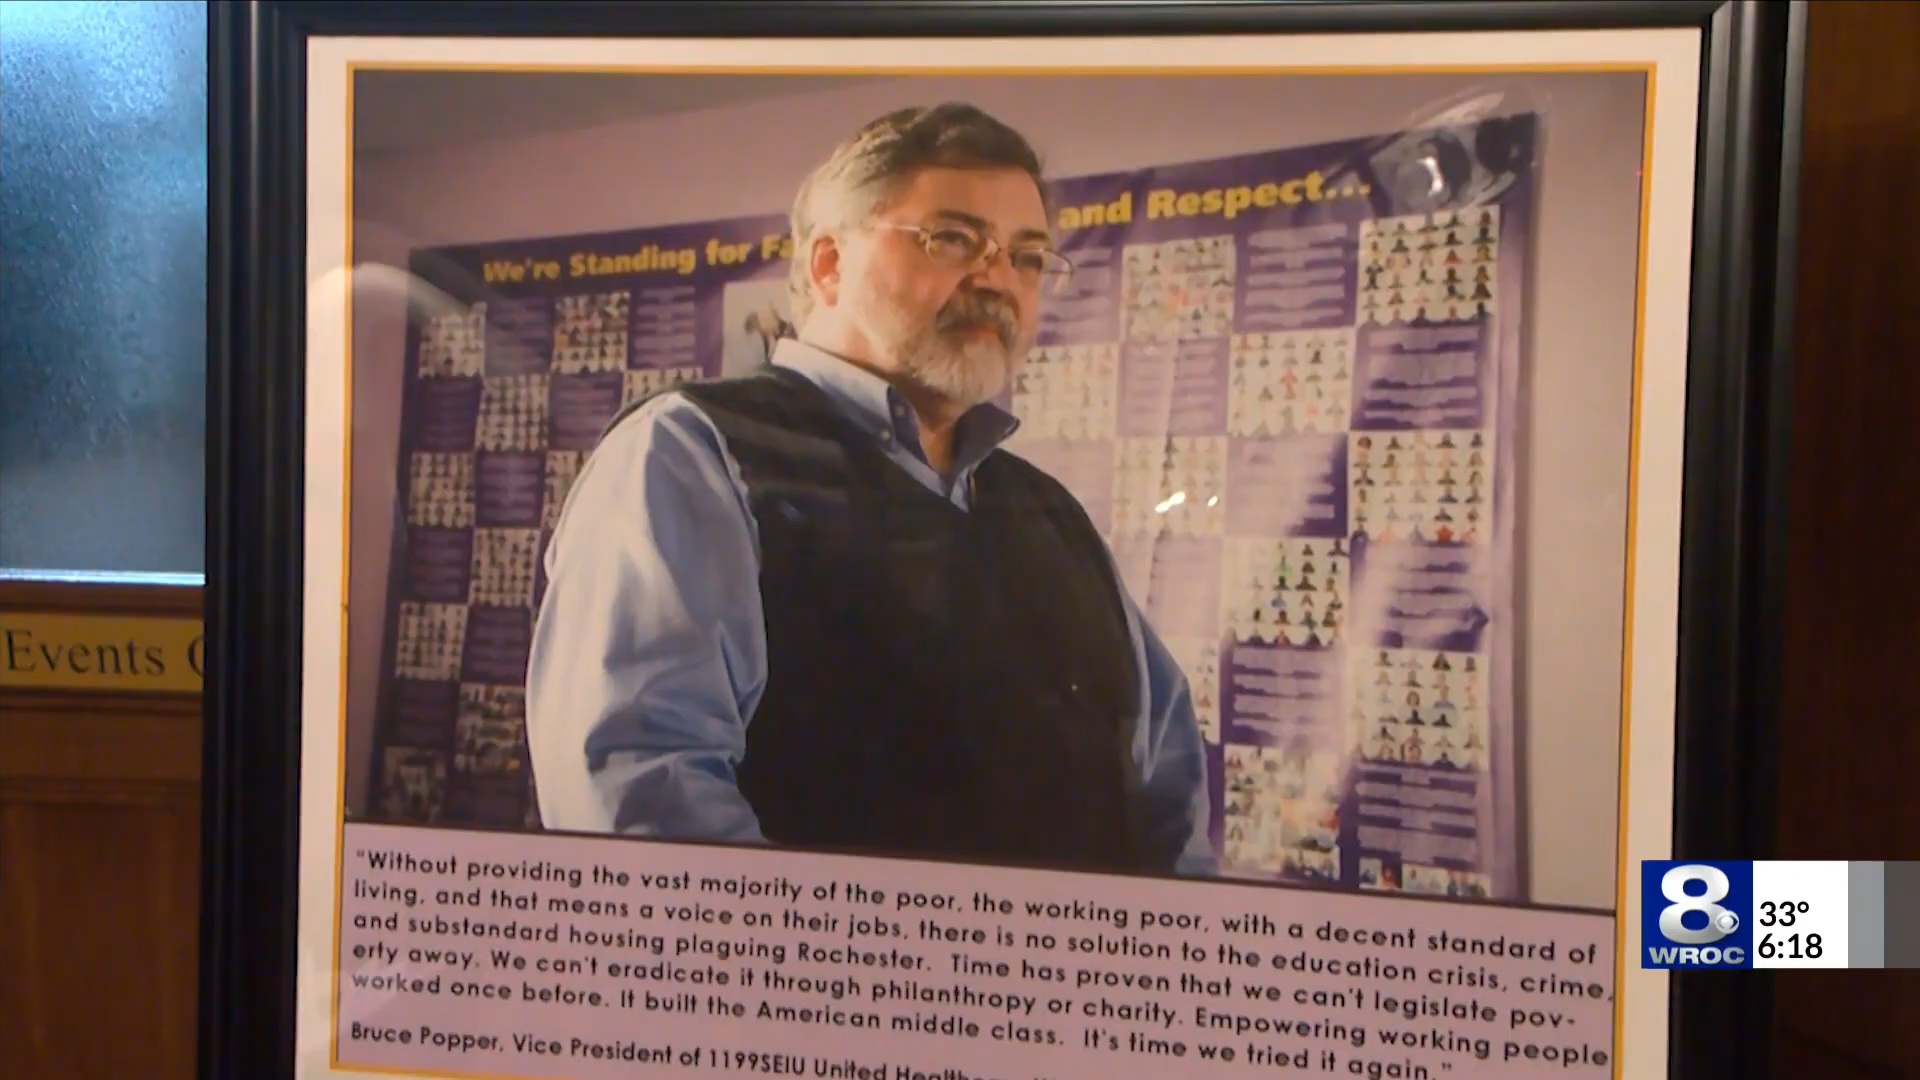 We're Standing for Fa
and Respect...
Events
"Without providing the vast majority of the poor, the working poor, with a decent standard of
living, and that means a voice on their jobs, there is no solution to the education crisis, crime,
and substandard housing plaguing Rochester. Time has proven that we can't legislate pov-
erty away. We can't eradicate it through philanthropy or charity. Empowering working people
worked once before. It built the American middle class. It's time we tried it again."
Bruce Popper, Vice President of 1199SEIU United Healthc
8
WROC
33°
6:18